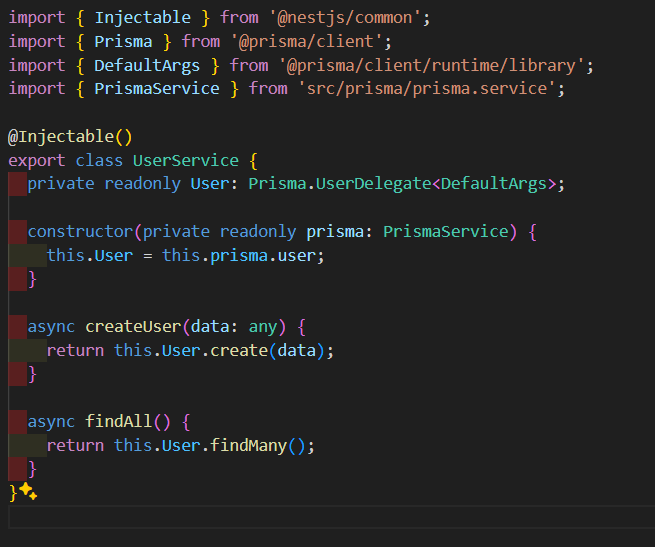 import { Injectable } from '@nestjs/common';
import { Prisma } from '@prisma/client';
import { DefaultArgs } from '@prisma/client/runtime/library';
import { PrismaService } from 'src/prisma/prisma.service';
@Injectable()
export class UserService {
  private readonly User: Prisma.UserDelegate<DefaultArgs>;
  constructor(private readonly prisma: PrismaService) {
    this.User = this.prisma.user;
  }
  async createUser(data: any) {
    return this.User.create(data);
  }
  async findAll() {
    return this.User.findMany();
  }
}